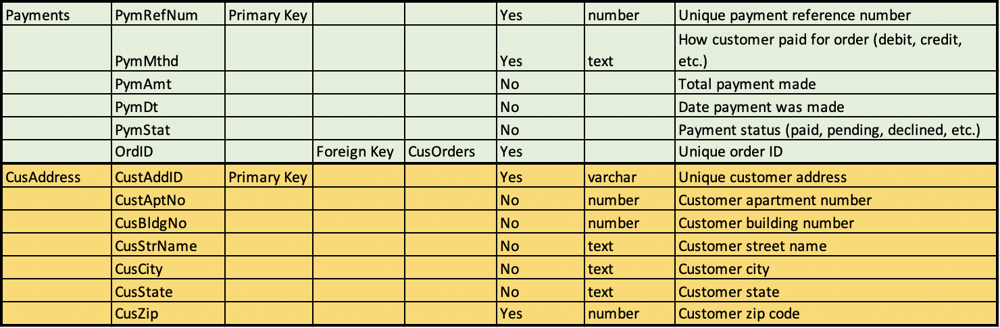 Payments PymRefNum Primary Key Yes number Unique payment reference number
How customer paid for order (debit, credit,
PymMthd Yes text etc.)
PymAmt No Total payment made
PymDt No Date payment was made
PymStat No Payment status (paid, pending, declined, etc.)
OrdID Foreign Key CusOrders Yes Unique order ID
CusAddress CustAddID Primary Key Yes varchar Unique customer address
CustAptNo No number Customer apartment number
CusBldgNo No number Customer building number
CusStrName No text Customer street name
CusCity No text Customer city
CusState No text Customer state
CusZip Yes number Customer zip code